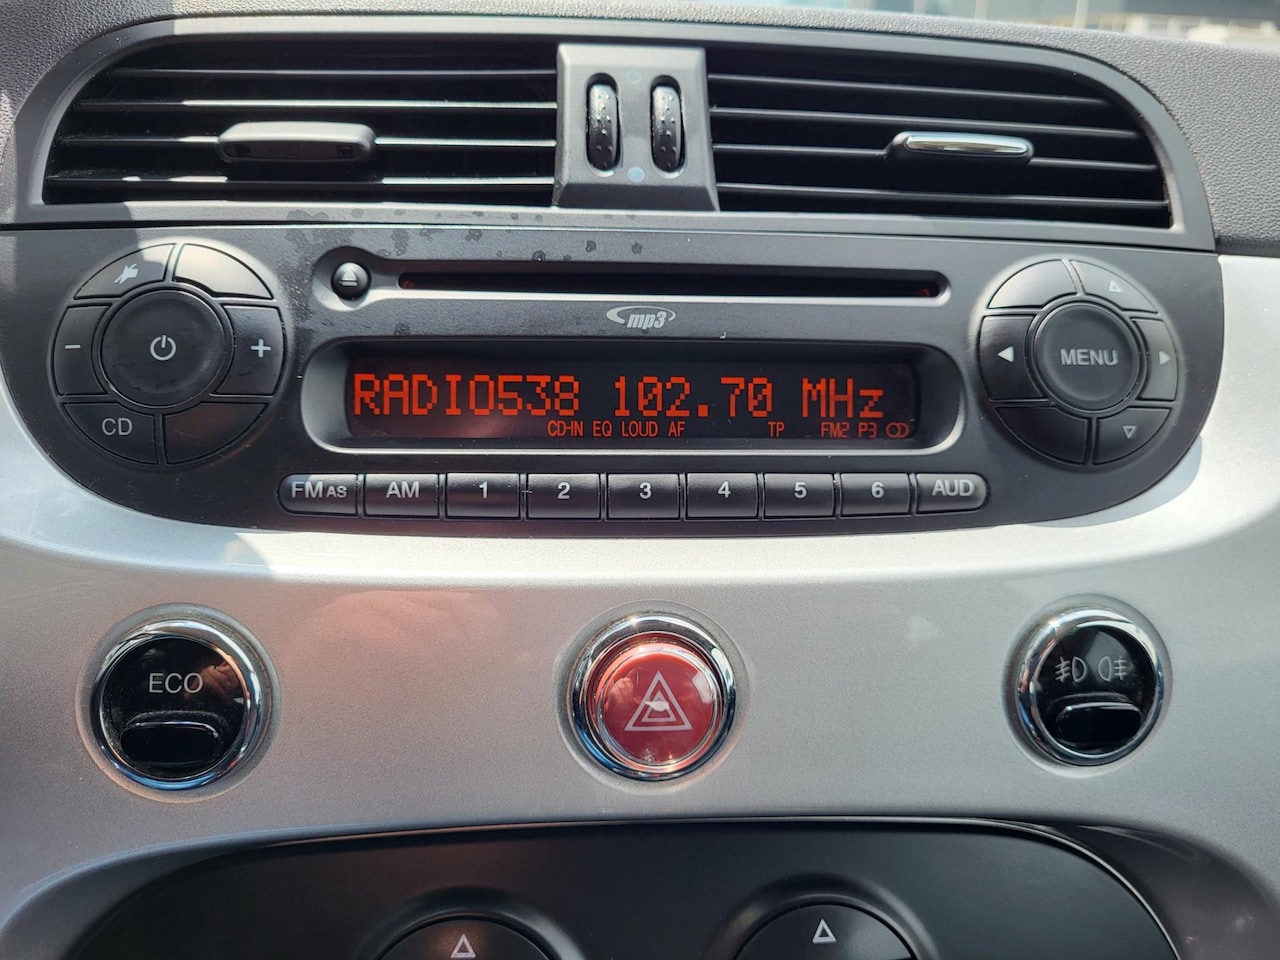 mp3
RADIO538 102.70 MHz
CD-IN EQ LOUD AF TP FM2 P3
CD
MENU
FM AS AM 1 2 3 4 5 6 AUD
ECO